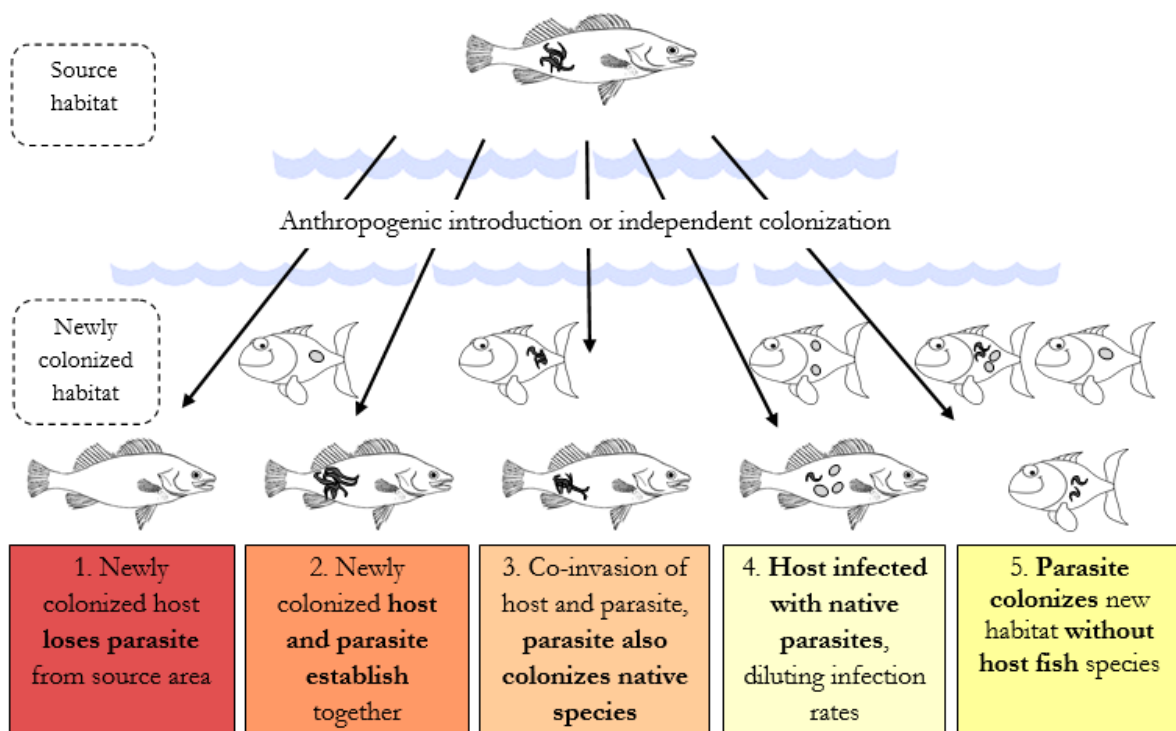 Source
habitat
Anthropogenic introduction or independent colonization
Newly
colonized
habitat
1. Newly
colonized host
loses parasite
from source area
2. Newly
colonized host
and parasite
establish
together
3. Co-invasion of
host and parasite,
parasite also
colonizes native
species
4. Host infected
with native
parasites,
diluting infection
rates
5. Parasite
colonizes new
habitat without
host fish species